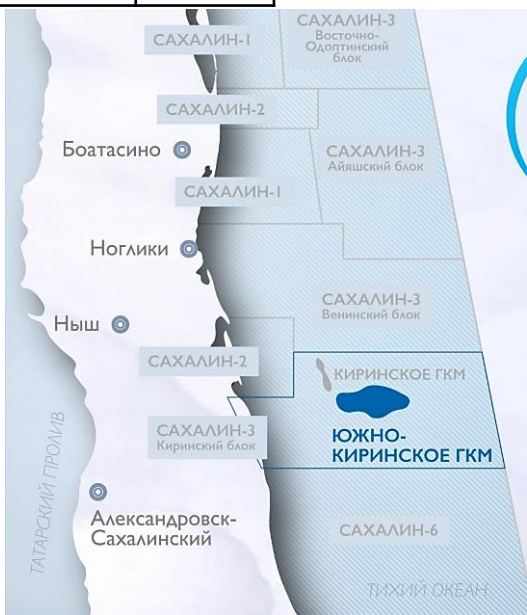 САХАЛИН-3
Восточно-
Одоптинский
блок
САХАЛИН-1
САХАЛИН-2
Боатасино
САХАЛИН-3
Айяшский блок
САХАЛИН-1
Ноглики
САХАЛИН-3
Венинский блок
Ныш
САХАЛИН-2
КИРИНСКОЕ ГКМ
САХАЛИН-3
Киринский блок
ЮЖНО-
КИРИНСКОЕ ГКМ
ТАТАРСКИЙ ПРОЛИВ
Александровск-
Сахалинский
САХАЛИН-6
ТИХИЙ ОКЕАН